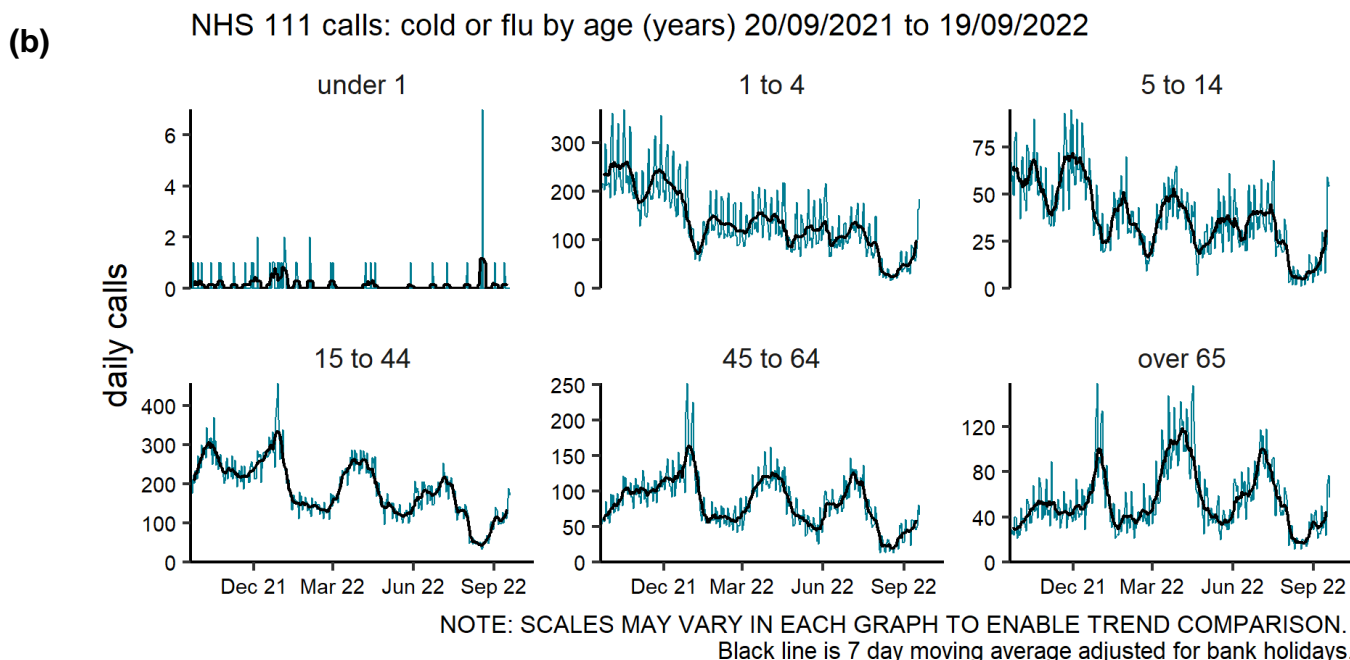 (b)
NHS 111 calls: cold or flu by age (years) 20/09/2021 to 19/09/2022
daily calls
under 1
6
4
2
0
1 to 4
300
200
100
0
5 to 14
75
50
25
0
15 to 44
400
300
200
100
0
Dec 21 Mar 22 Jun 22 Sep 22
45 to 64
250
200
150
100
50
0
Dec 21 Mar 22 Jun 22 Sep 22
over 65
120
80
40
0
Dec 21 Mar 22 Jun 22 Sep 22
NOTE: SCALES MAY VARY IN EACH GRAPH TO ENABLE TREND COMPARISON.
Black line is 7 day moving average adjusted for bank holidays.